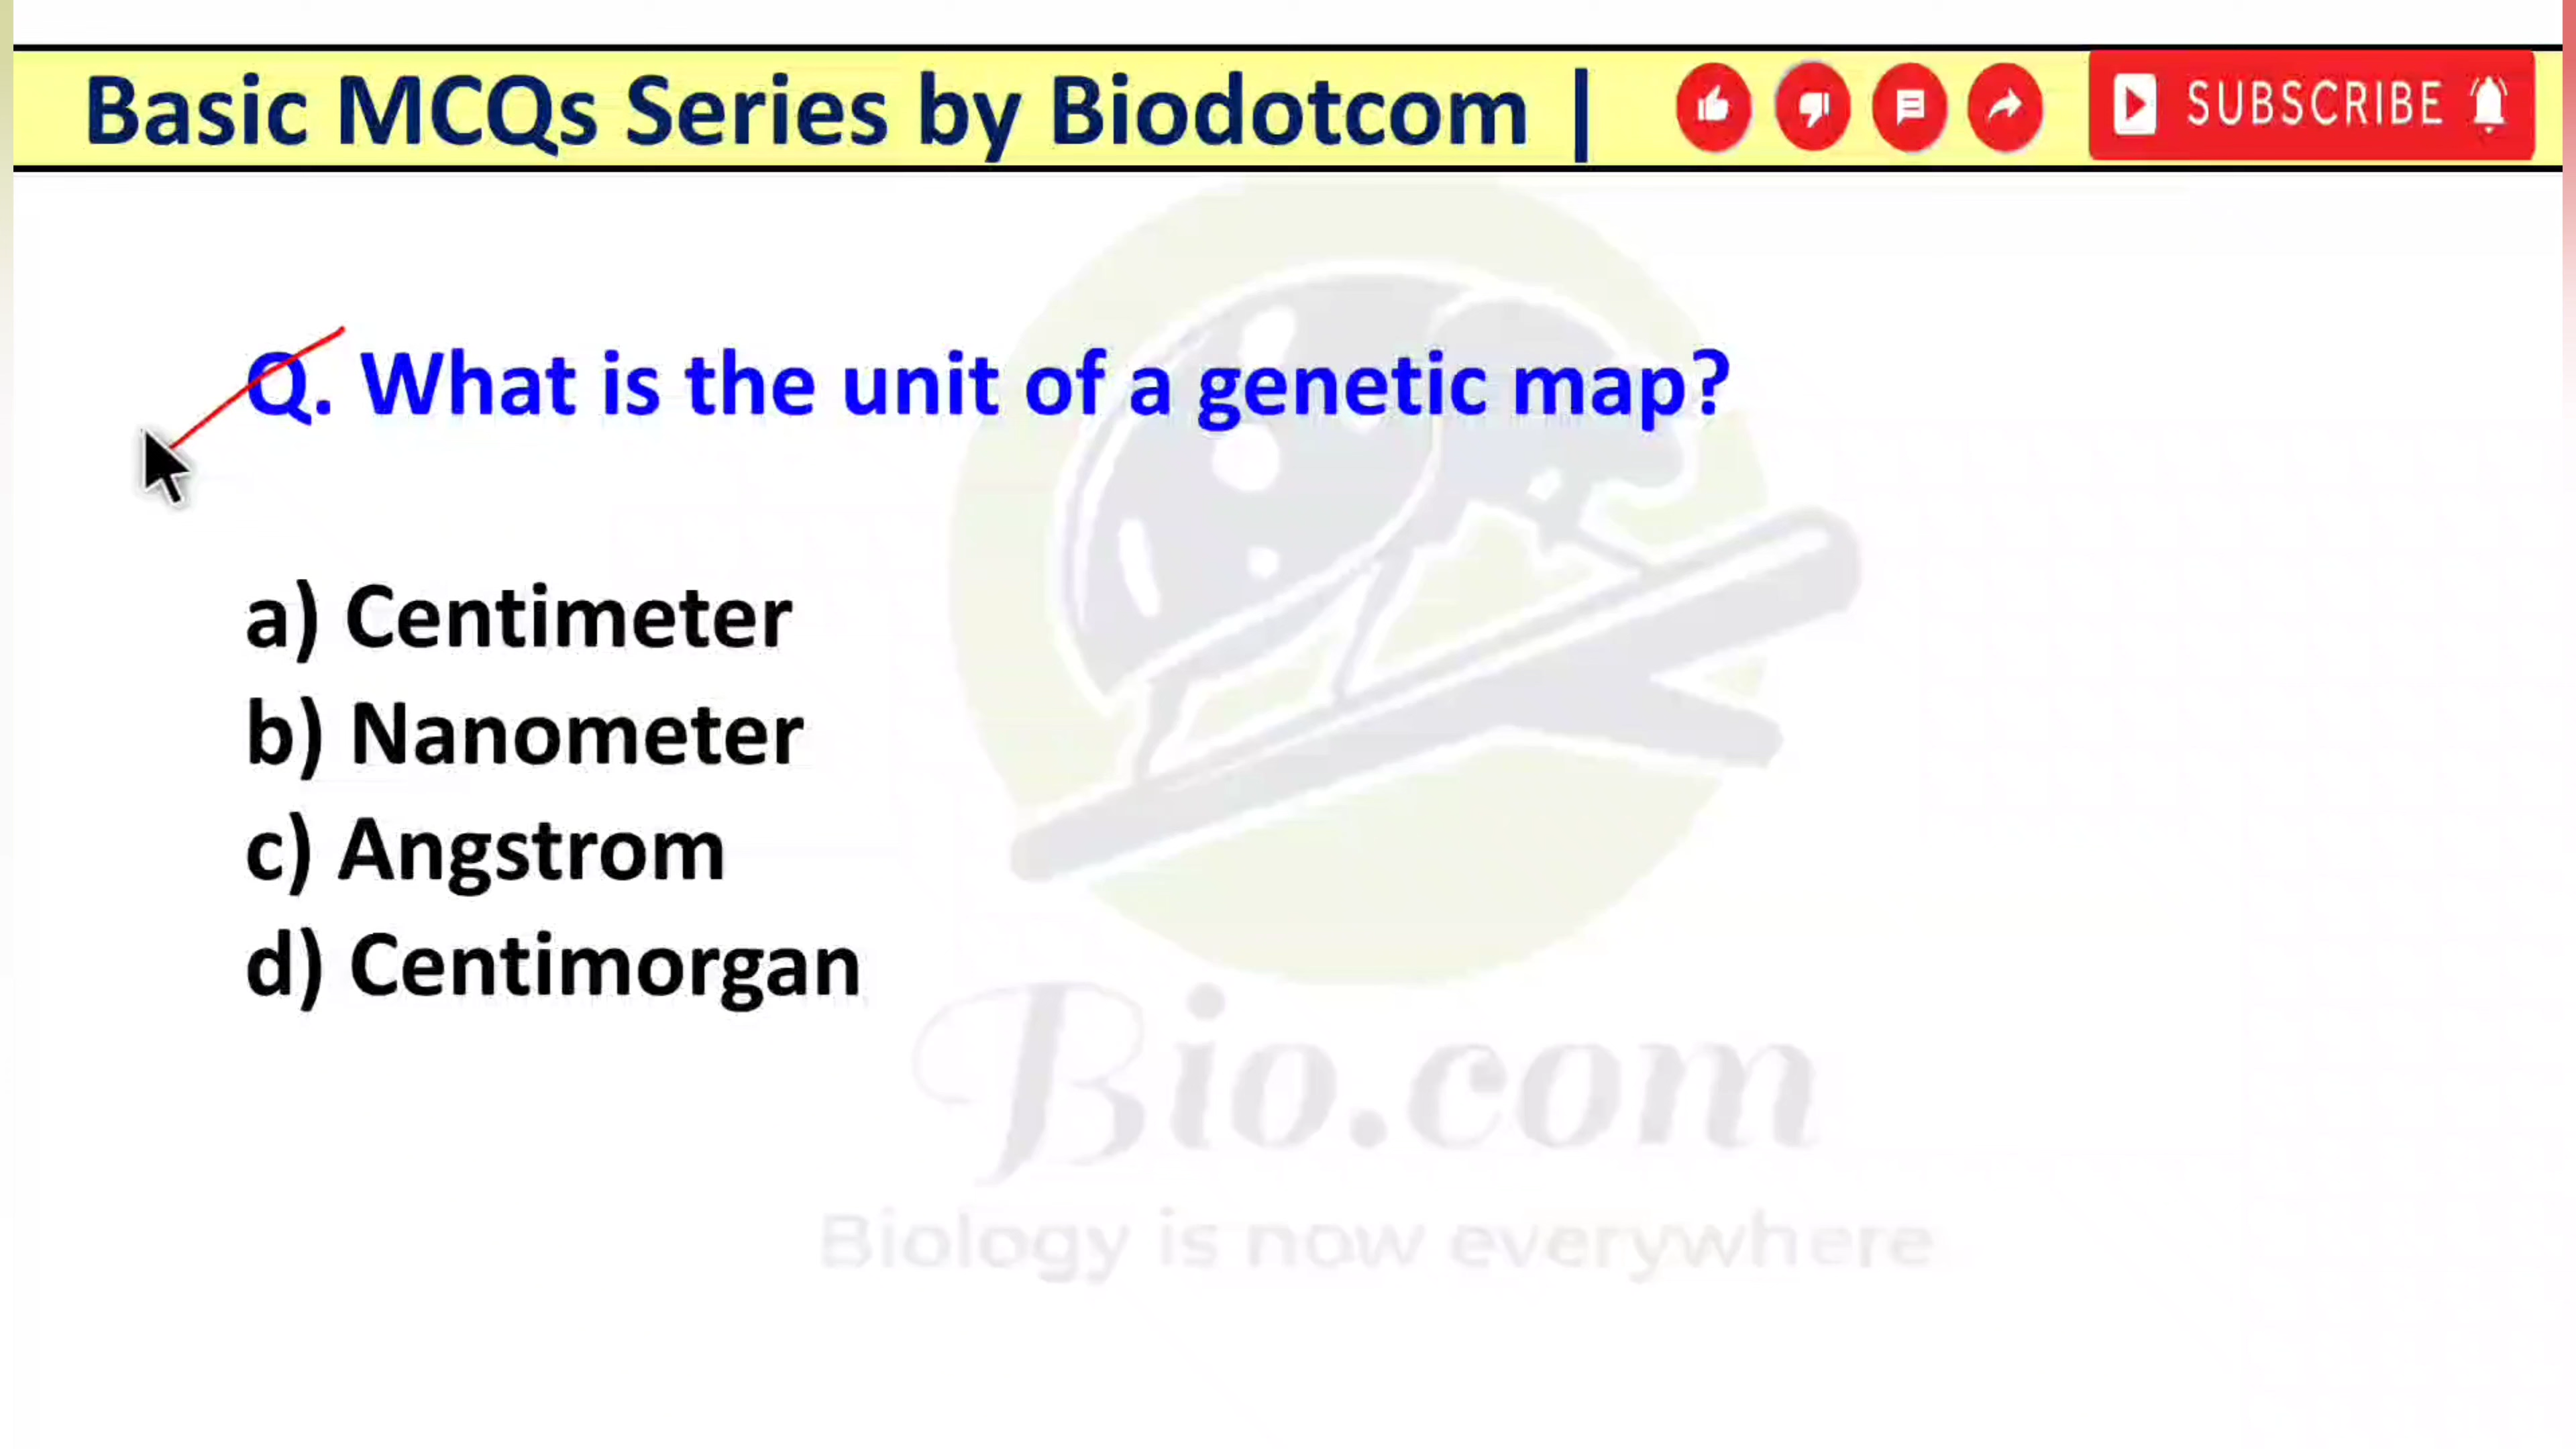 Basic MCQs Series by Biodotcom |
SUBSCRIBE
Q. What is the unit of a genetic map?
a) Centimeter
b) Nanometer
c) Angstrom
d) Centimorgan
Bio.com
Biology is now everywhere